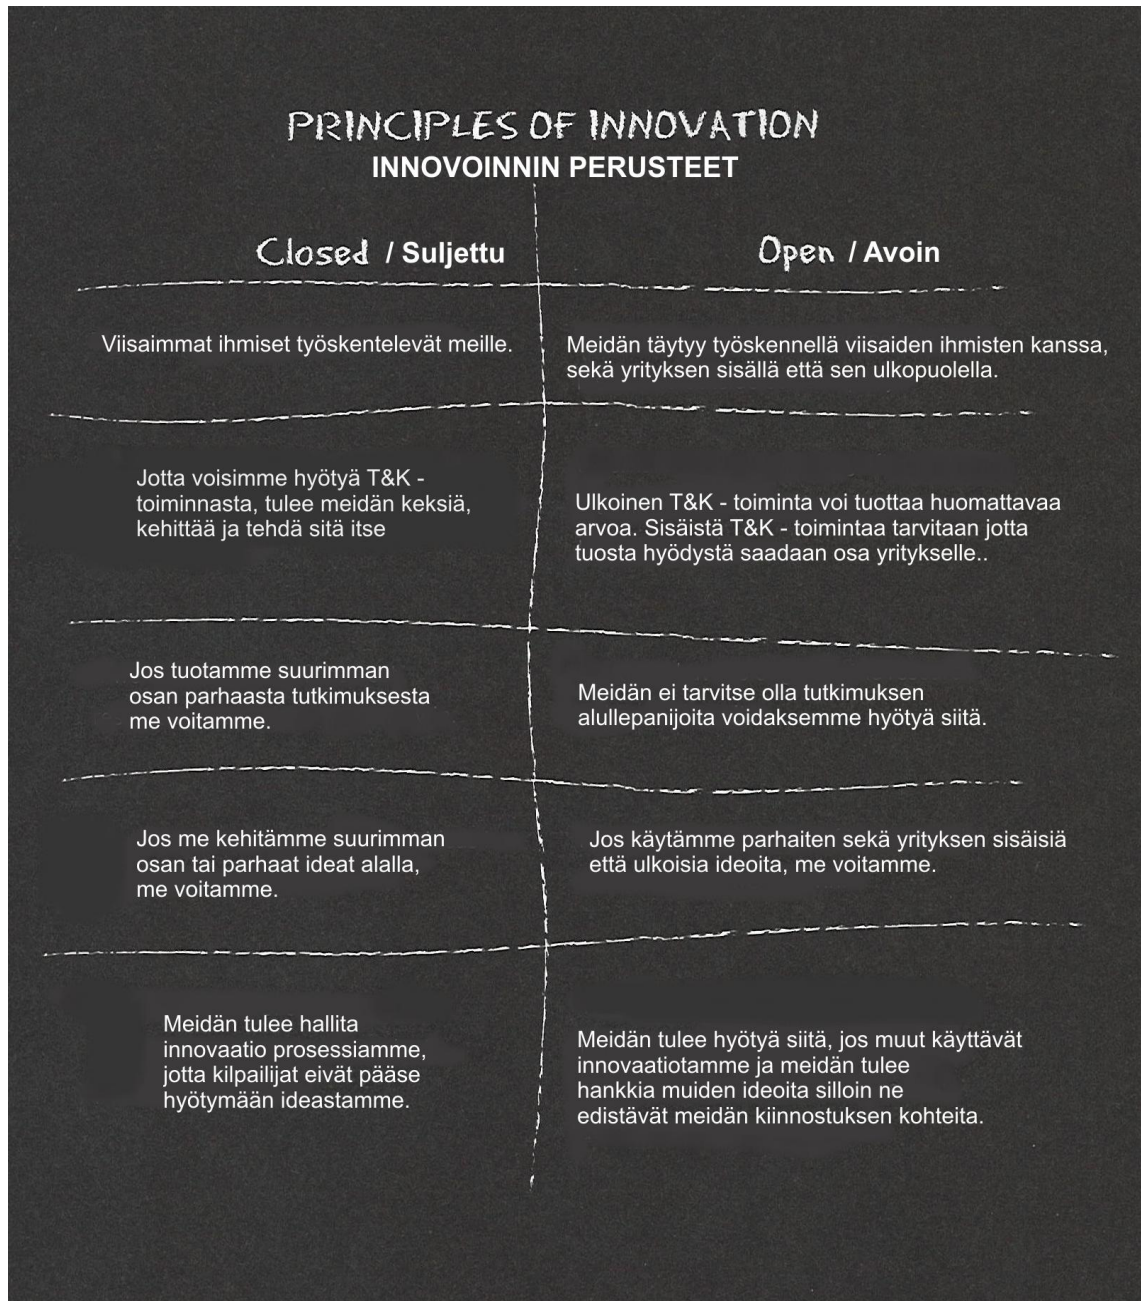 PRINCIPLES OF INNOVATION
INNOVOINNIN PERUSTEET
Closed / Suljettu
Open / Avoin
Viisaimmat ihmiset työskentelevät meille.
Meidän täytyy työskennellä viisaiden ihmisten kanssa,
sekä yrityksen sisällä että sen ulkopuolella.
Jotta voisimme hyötyä T&K -
toiminnasta, tulee meidän keksiä,
kehittää ja tehdä sitä itse
Ulkoinen T&K - toiminta voi tuottaa huomattavaa
arvoa. Sisäistä T&K - toimintaa tarvitaan jotta
tuosta hyödystä saadaan osa yritykselle..
Jos tuotamme suurimman
osan parhaasta tutkimuksesta
me voitamme.
Meidän ei tarvitse olla tutkimuksen
alullepanijoita voidaksemme hyötyä siitä.
Jos me kehitämme suurimman
osan tai parhaat ideat alalla,
me voitamme.
Jos käytämme parhaiten sekä yrityksen sisäisiä
että ulkoisia ideoita, me voitamme.
Meidän tulee hallita
innovaatio prosessiamme,
jotta kilpailijat eivät pääse
hyötymään ideastamme.
Meidän tulee hyötyä siitä, jos muut käyttävät
innovaatiotamme ja meidän tulee
hankkia muiden ideoita silloin ne
edistävät meidän kiinnostuksen kohteita.